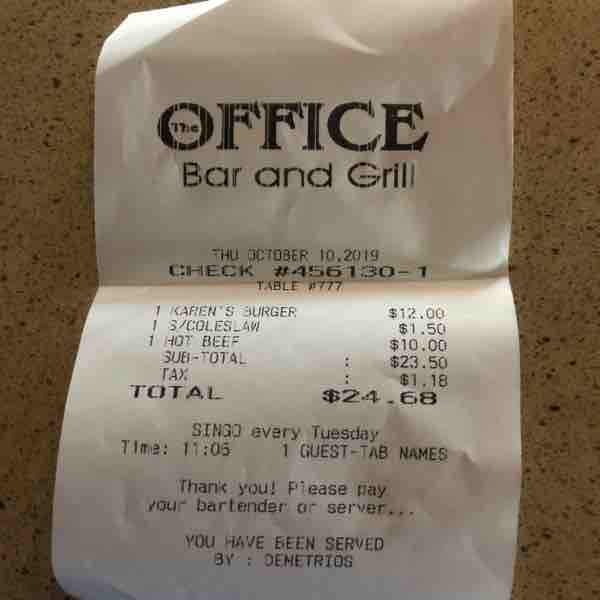 The OFFICE
Bar and Grill
THU OCTOBER 10,2019
CHECK #456130-1
TABLE #777
1 KAREN'S BURGER $12.00
1 S/COLESLAW $1.50
1 HOT BEEF $10.00
SUB-TOTAL : $23.50
TAX : $1.18
TOTAL $24.68
SINGO every Tuesday
Time: 11:06 1 GUEST-TAB NAMES
Thank you! Please pay
your bartender or server...
YOU HAVE BEEN SERVED
BY : DEMETRIOS